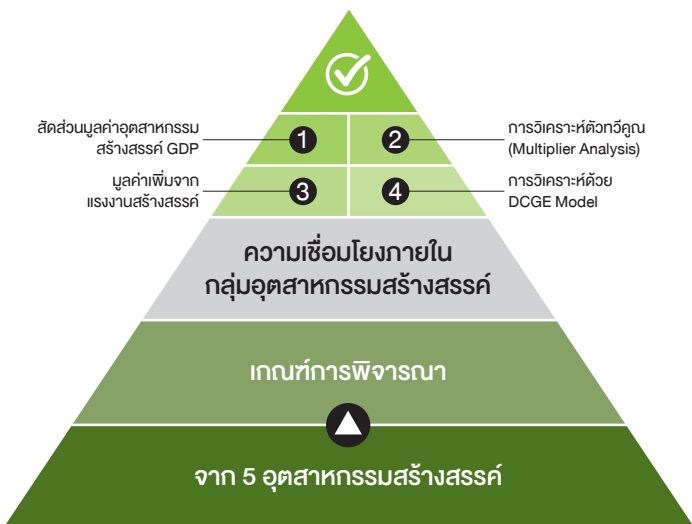 สัดส่วนมูลค่าอุตสาหกรรม
สร้างสรรค์ GDP
1
2
การวิเคราะห์ตัวทวีคูณ
(Multiplier Analysis)
มูลค่าเพิ่มจาก
แรงงานสร้างสรรค์
3
4
การวิเคราะห์ด้วย
DCGE Model
ความเชื่อมโยงภายใน
กลุ่มอุตสาหกรรมสร้างสรรค์
เกณฑ์การพิจารณา
จาก 5 อุตสาหกรรมสร้างสรรค์